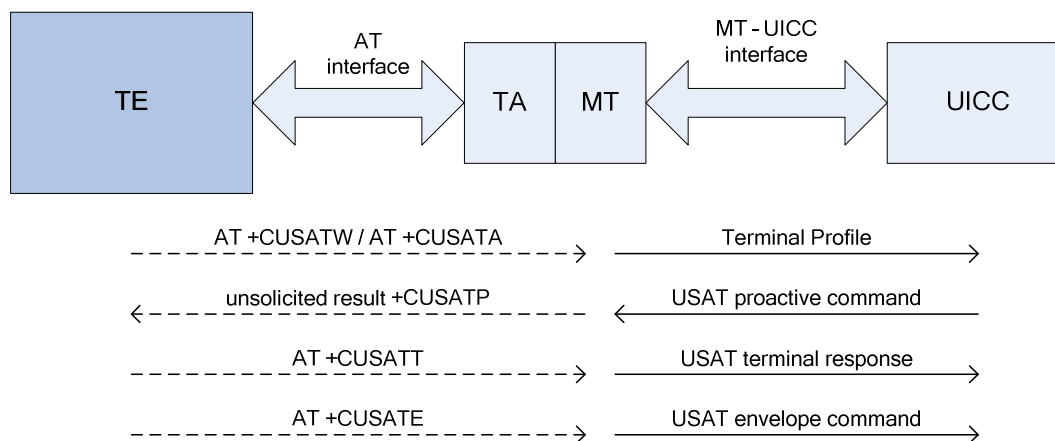 AT
interface
MT - UICC
interface
TE
TA
MT
UICC
AT +CUSATW / AT +CUSATA
Terminal Profile
unsolicited result +CUSATP
USAT proactive command
AT +CUSATT
USAT terminal response
AT +CUSATE
USAT envelope command